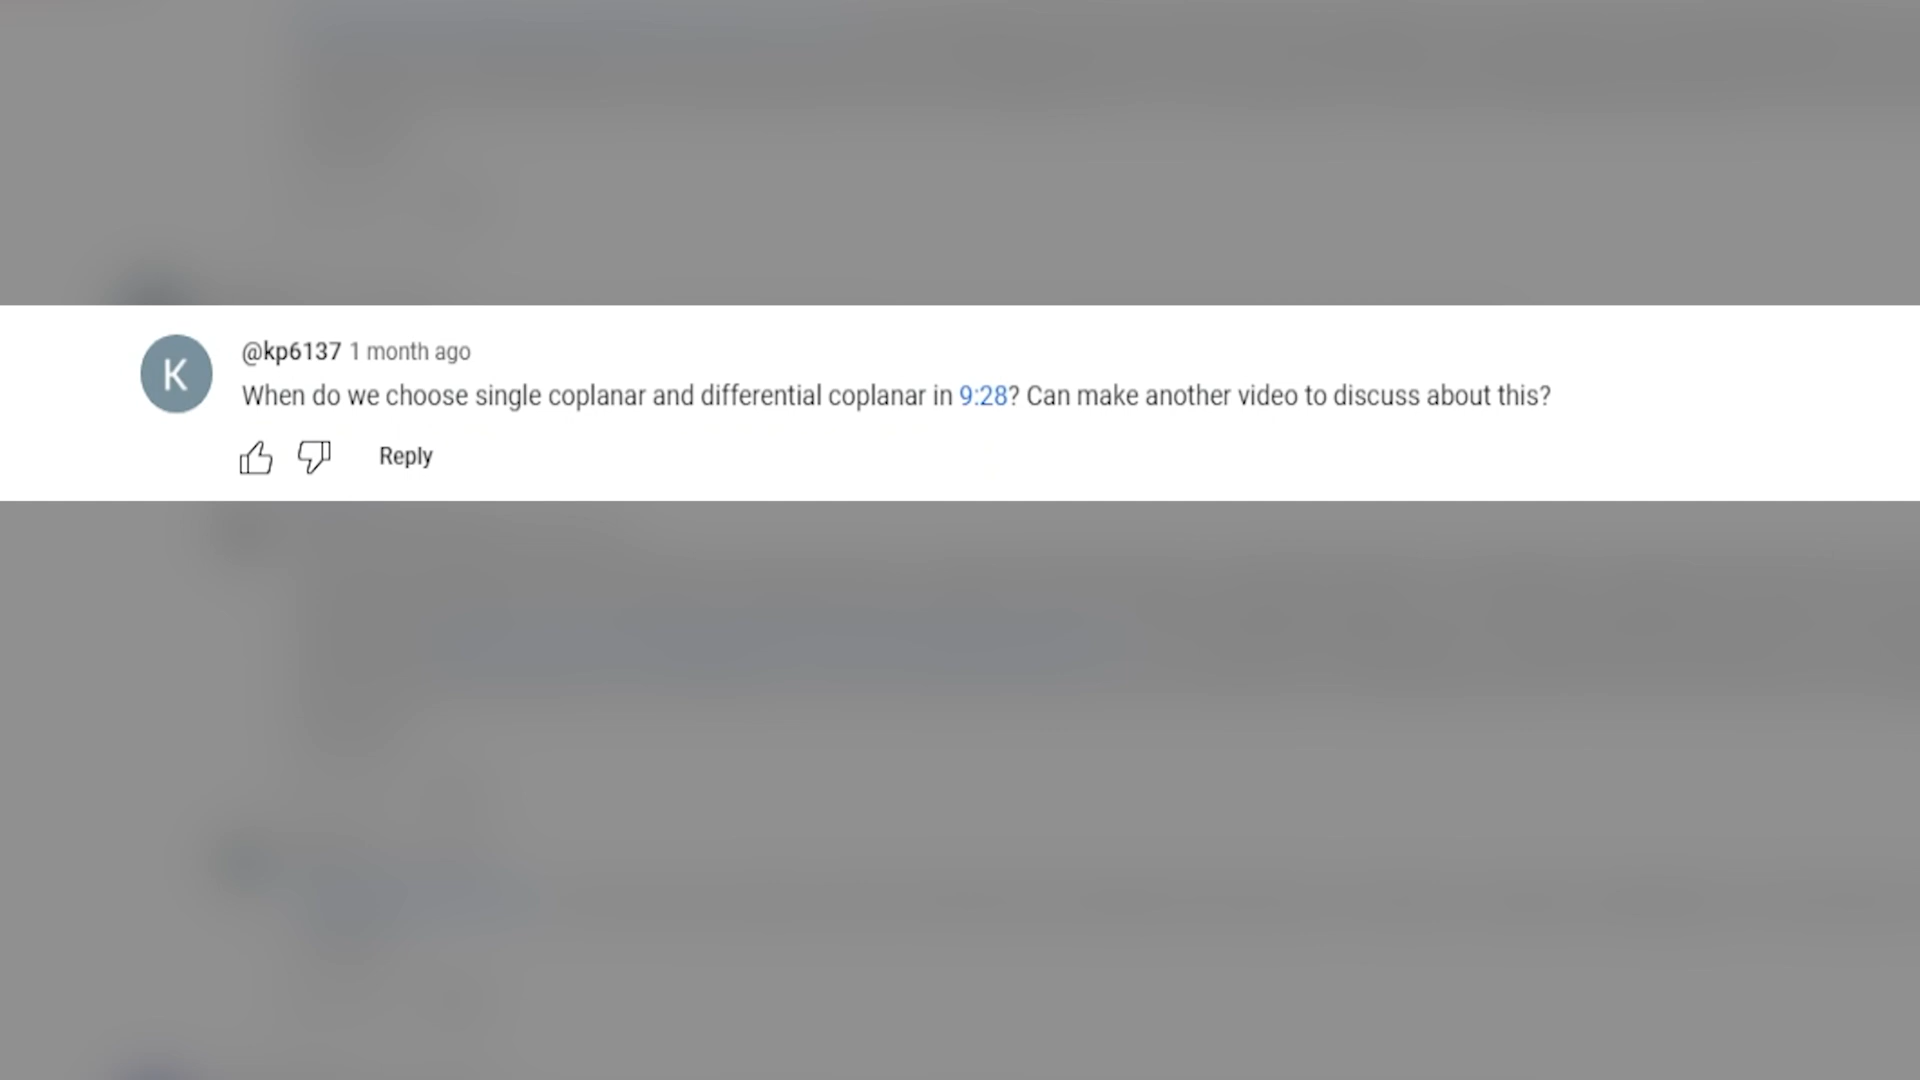 K
@kp6137 1 month ago
When do we choose single coplanar and differential coplanar in 9:28? Can make another video to discuss about this?
Reply